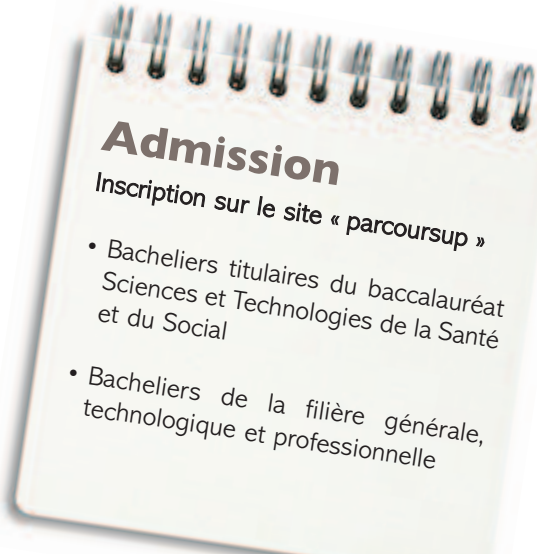 Admission
Inscription sur le site « parcoursup »
• Bacheliers titulaires du baccalauréat
Sciences et Technologies de la Santé
et du Social
• Bacheliers de la filière générale,
technologique et professionnelle